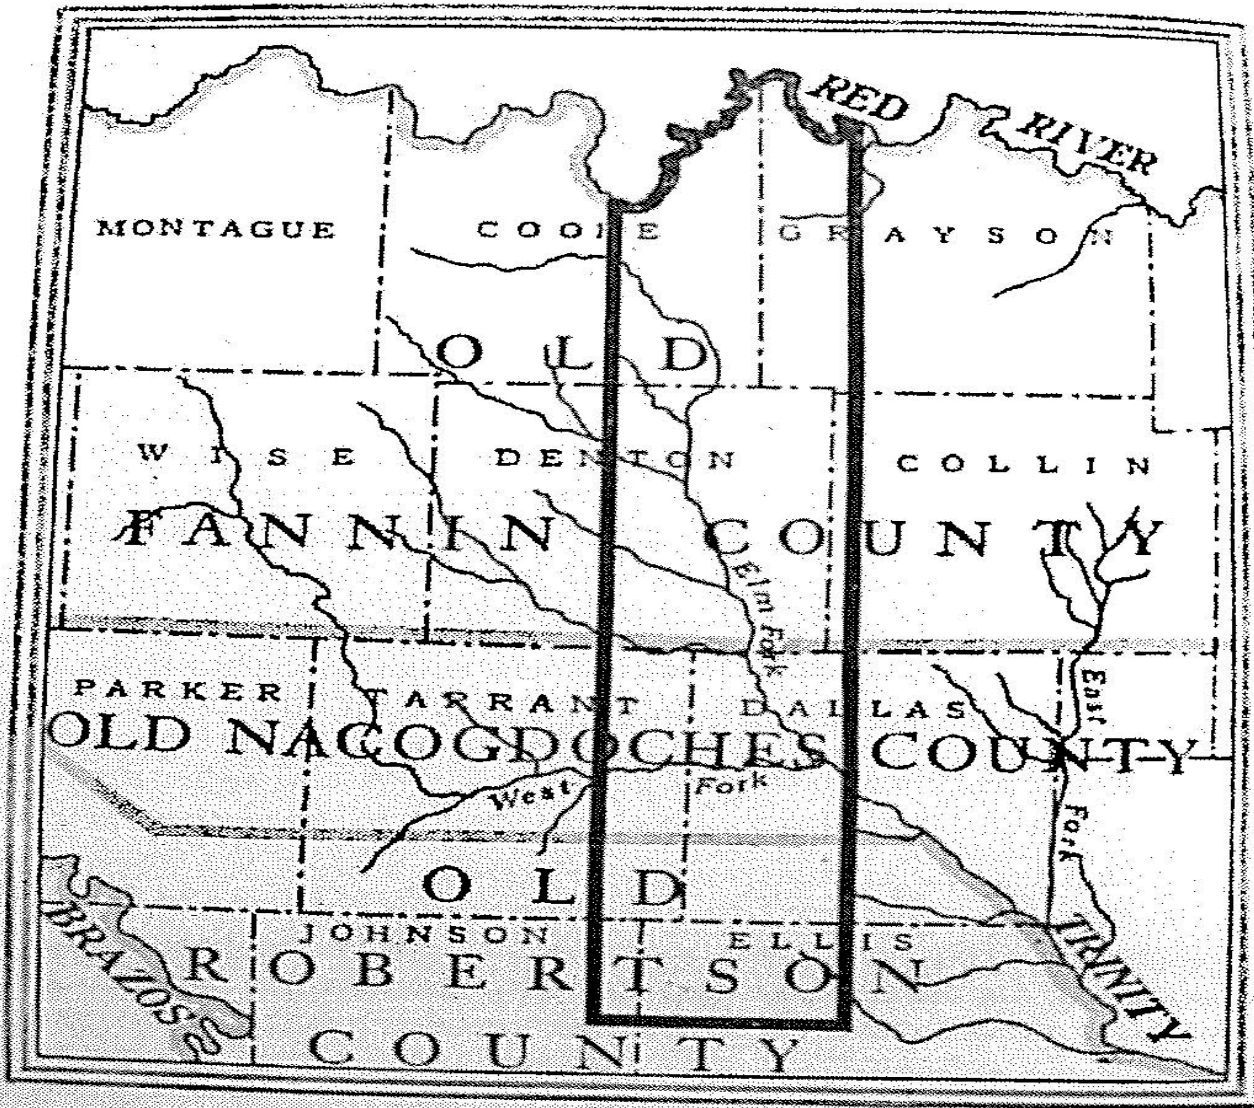 RED RIVER
MONTAGUE
COOKE
GRAYSON
OLD
WISE
DENTON
COLLIN
FANNIN COUNTY
Elm Fork
PARKER
TARRANT
DALLAS
East
OLD NACOGDOCHES COUNTY
West Fork
Fork
OLD
BRAZOS
JOHNSON
ELLIS
TRINITY
ROBERTSON
COUNTY